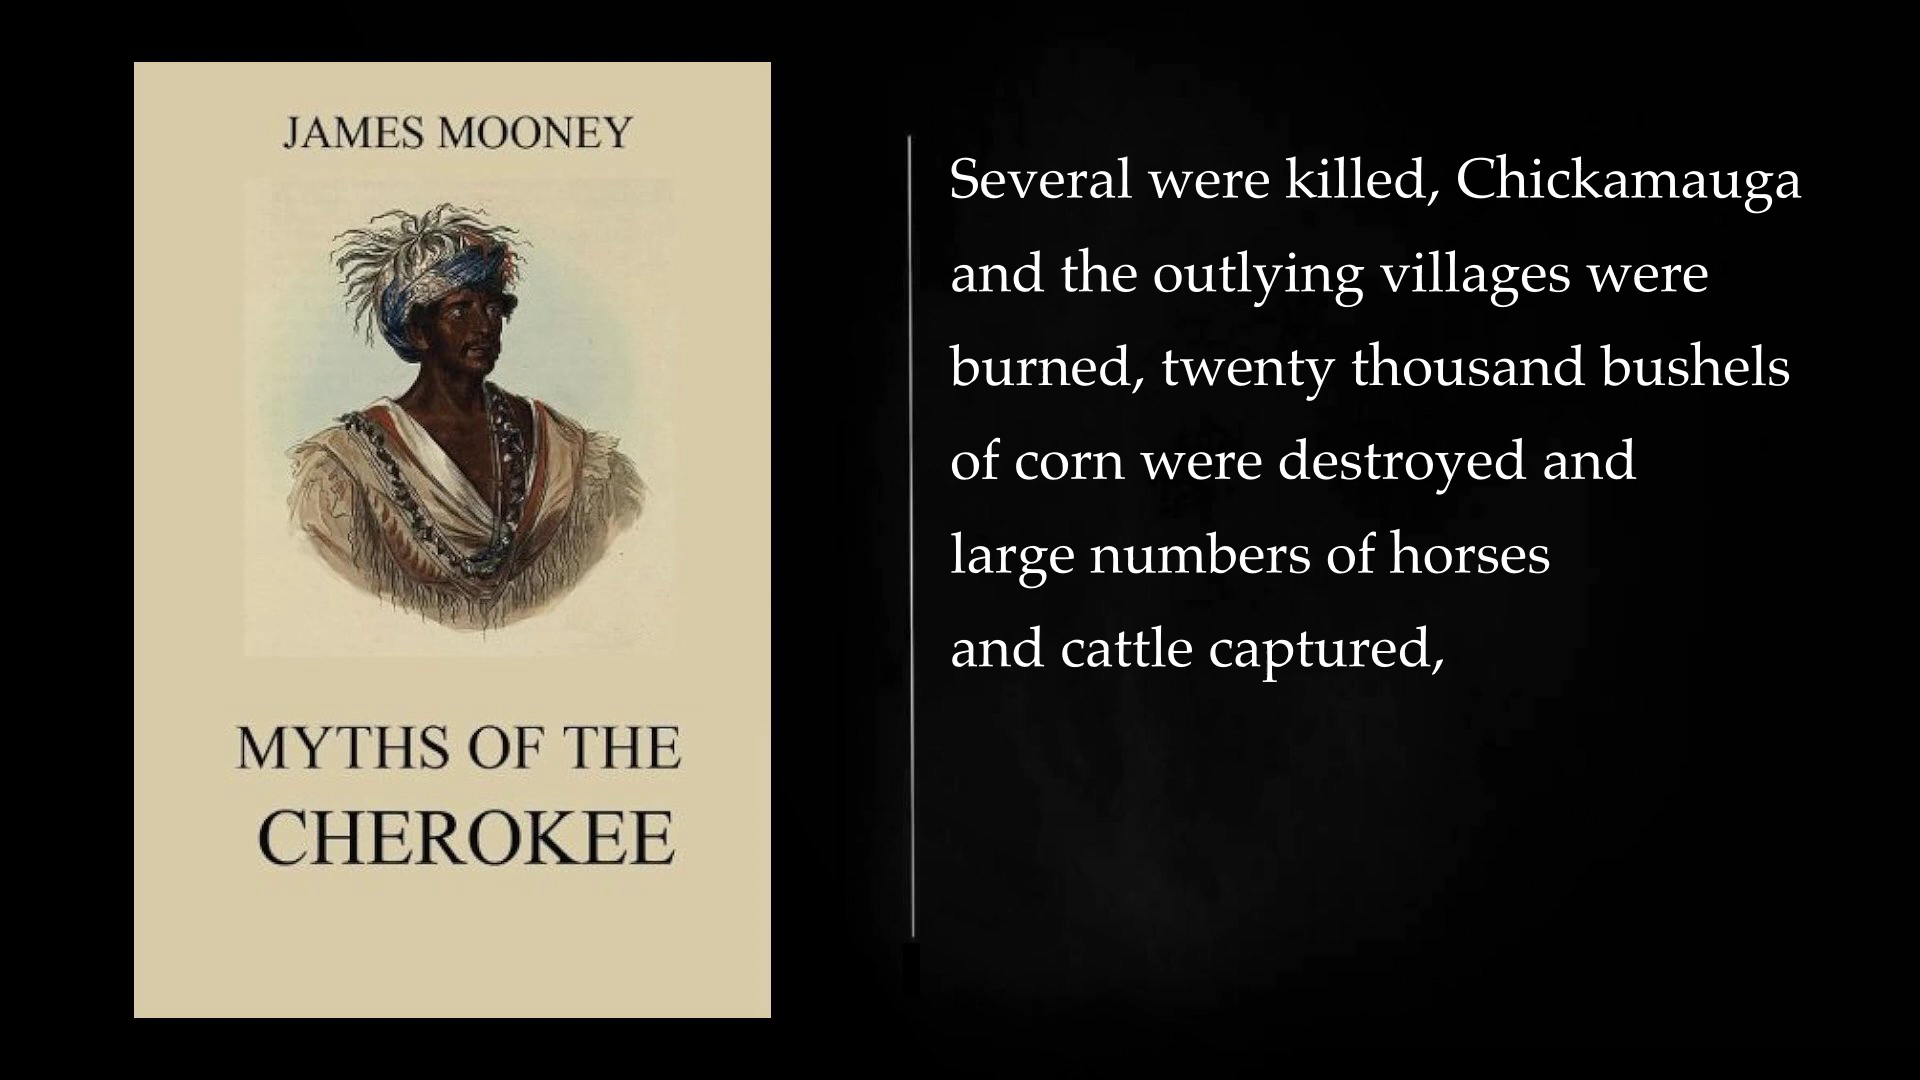 JAMES MOONEY
MYTHS OF THE
CHEROKEE
Several were killed, Chickamauga
and the outlying villages were
burned, twenty thousand bushels
of corn were destroyed and
large numbers of horses
and cattle captured,